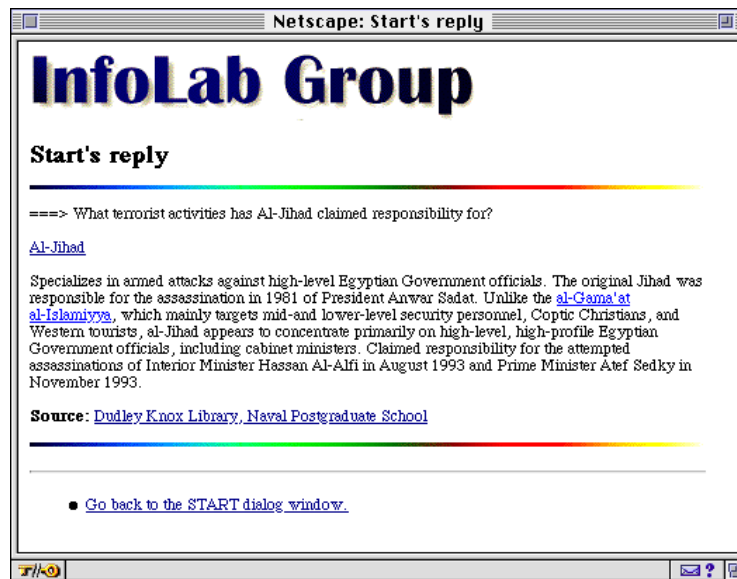 Netscape: Start's reply
InfoLab Group
Start's reply
===> What terrorist activities has Al-Jihad claimed responsibility for?
Al-Jihad
Specializes in armed attacks against high-level Egyptian Government officials. The original Jihad was
responsible for the assassination in 1981 of President Anwar Sadat. Unlike the al-Gama'at
al-Islamiyya, which mainly targets mid-and lower-level security personnel, Coptic Christians, and
Western tourists, al-Jihad appears to concentrate primarily on high-level, high-profile Egyptian
Government officials, including cabinet ministers. Claimed responsibility for the attempted
assassinations of Interior Minister Hassan Al-Alfi in August 1993 and Prime Minister Atef Sedky in
November 1993.
Source: Dudley Knox Library, Naval Postgraduate School
● Go back to the START dialog window.
?